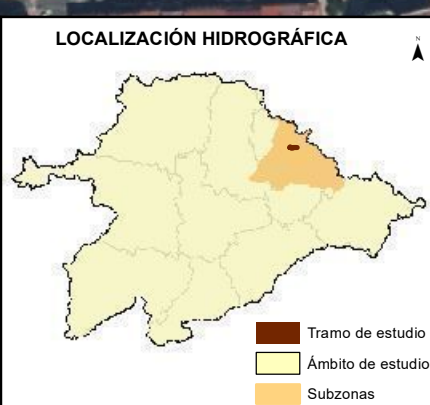 LOCALIZACIÓN HIDROGRÁFICA
N
Tramo de estudio
Ámbito de estudio
Subzonas